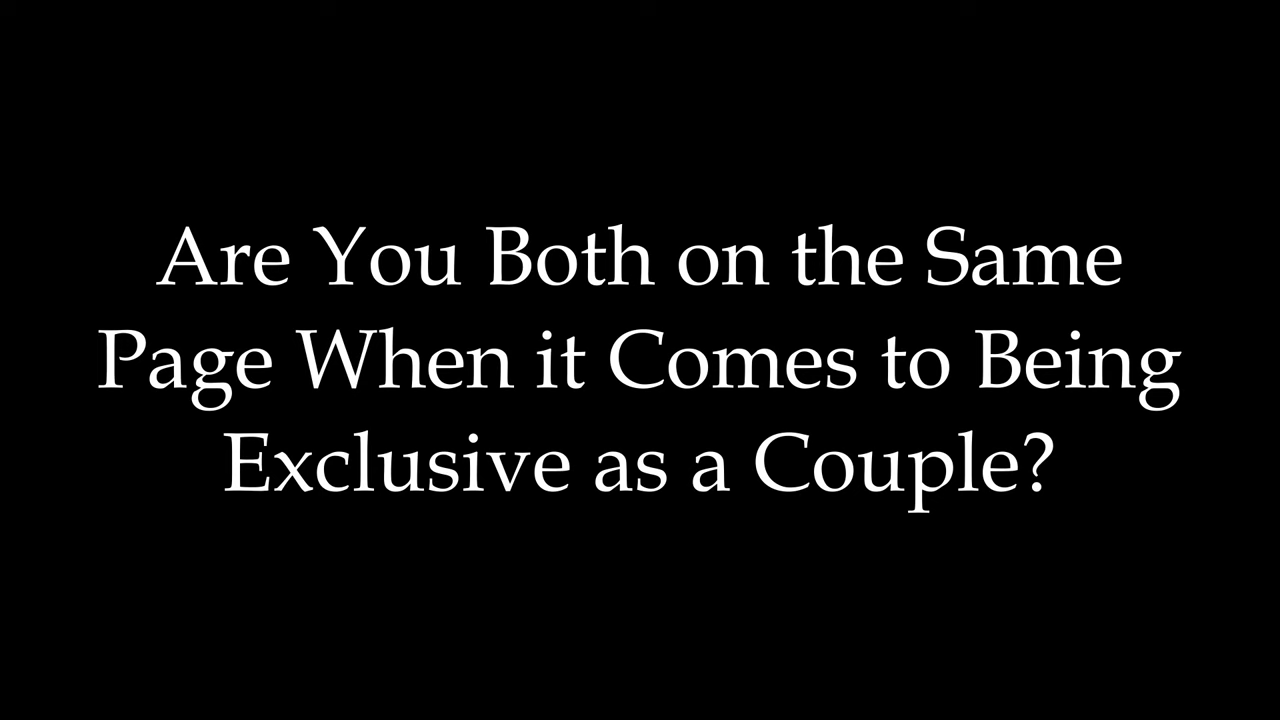 Are You Both on the Same
Page When it Comes to Being
Exclusive as a Couple?